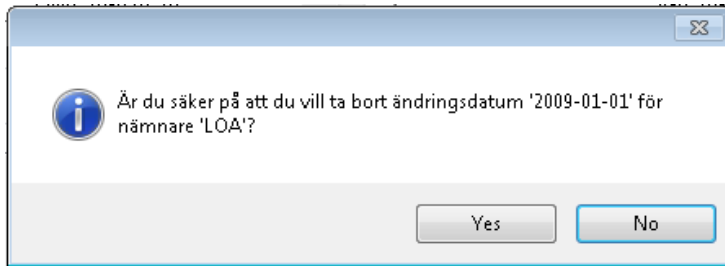 Är du säker på att du vill ta bort ändringsdatum '2009-01-01' för
nämnare 'LOA'?
Yes
No